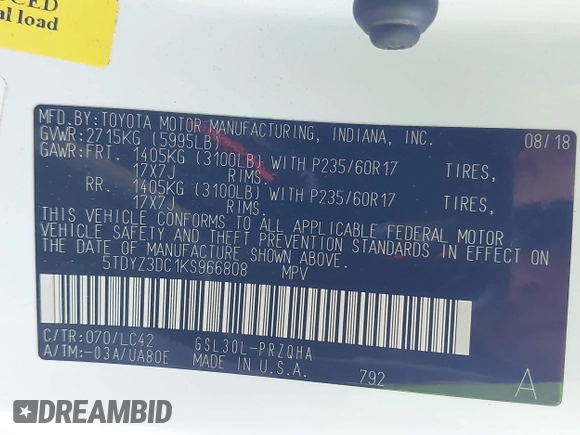 al load
MFD.BY:TOYOTA MOTOR MANUFACTURING, INDIANA, INC. 08/18
GVWR:2715KG (5995LB)
GAWR:FRT. 1405KG (3100LB) WITH P235/60R17 TIRES,
17X7J RIMS.
RR. 1405KG (3100LB) WITH P235/60R17 TIRES,
17X7J RIMS.
THIS VEHICLE CONFORMS TO ALL APPLICABLE FEDERAL MOTOR
VEHICLE SAFETY AND THEFT PREVENTION STANDARDS IN EFFECT
ON THE DATE OF MANUFACTURE SHOWN ABOVE.
5TDYZ3DC1KS966808 MPV
C/TR:070/LC42 GSL30L-PRZQHA
A/TM:-03A/UA80E MADE IN U.S.A. 792 A
DREAMBID